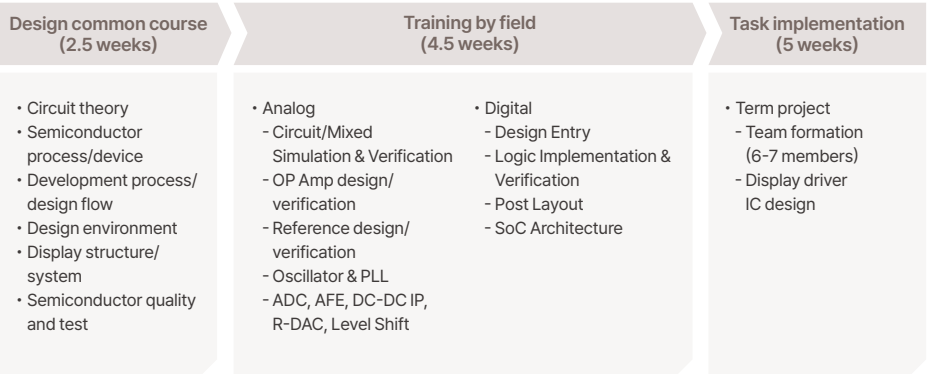 Design common course
(2.5 weeks)
• Circuit theory
• Semiconductor
process/device
• Development process/
design flow
• Design environment
• Display structure/
system
• Semiconductor quality
and test
Training by field
(4.5 weeks)
• Analog
- Circuit/Mixed
Simulation & Verification
- OP Amp design/
verification
- Reference design/
verification
- Oscillator & PLL
- ADC, AFE, DC-DC IP,
R-DAC, Level Shift
• Digital
- Design Entry
- Logic Implementation &
Verification
- Post Layout
- SoC Architecture
Task implementation
(5 weeks)
• Term project
- Team formation
(6-7 members)
- Display driver
IC design